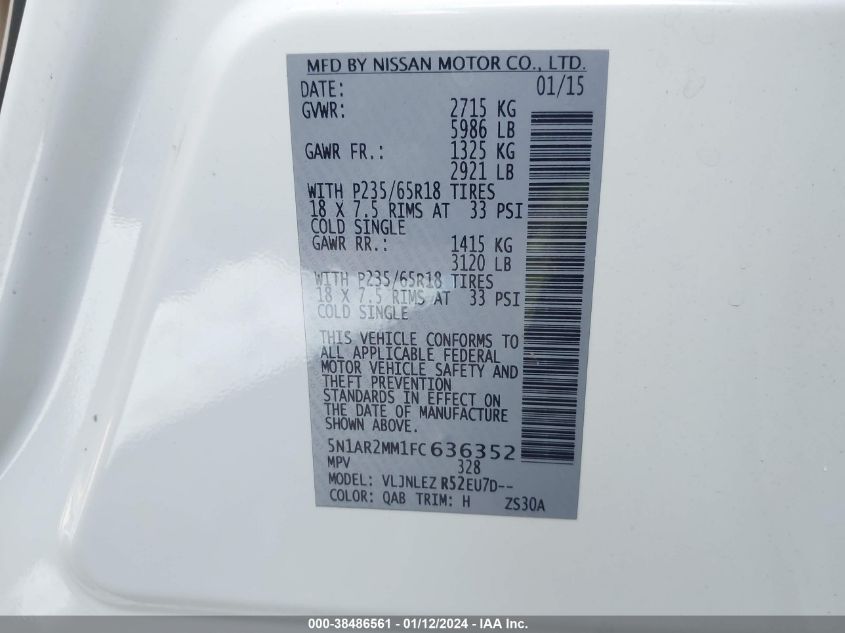 MFD BY NISSAN MOTOR CO., LTD.
DATE: 01/15
GVWR: 2715 KG
5986 LB
GAWR FR.: 1325 KG
2921 LB
WITH P235/65R18 TIRES
18 X 7.5 RIMS AT 33 PSI
COLD SINGLE
GAWR RR.: 1415 KG
3120 LB
WITH P235/65R18 TIRES
18 X 7.5 RIMS AT 33 PSI
COLD SINGLE
THIS VEHICLE CONFORMS TO
ALL APPLICABLE FEDERAL
MOTOR VEHICLE SAFETY AND
THEFT PREVENTION
STANDARDS IN EFFECT ON
THE DATE OF MANUFACTURE
SHOWN ABOVE.
5N1AR2MM1FC636352
MPV 328
MODEL: VLJNLEZ R52EU7D--
COLOR: QAB TRIM: H ZS30A
000-38486561 - 01/12/2024 - IAA Inc.